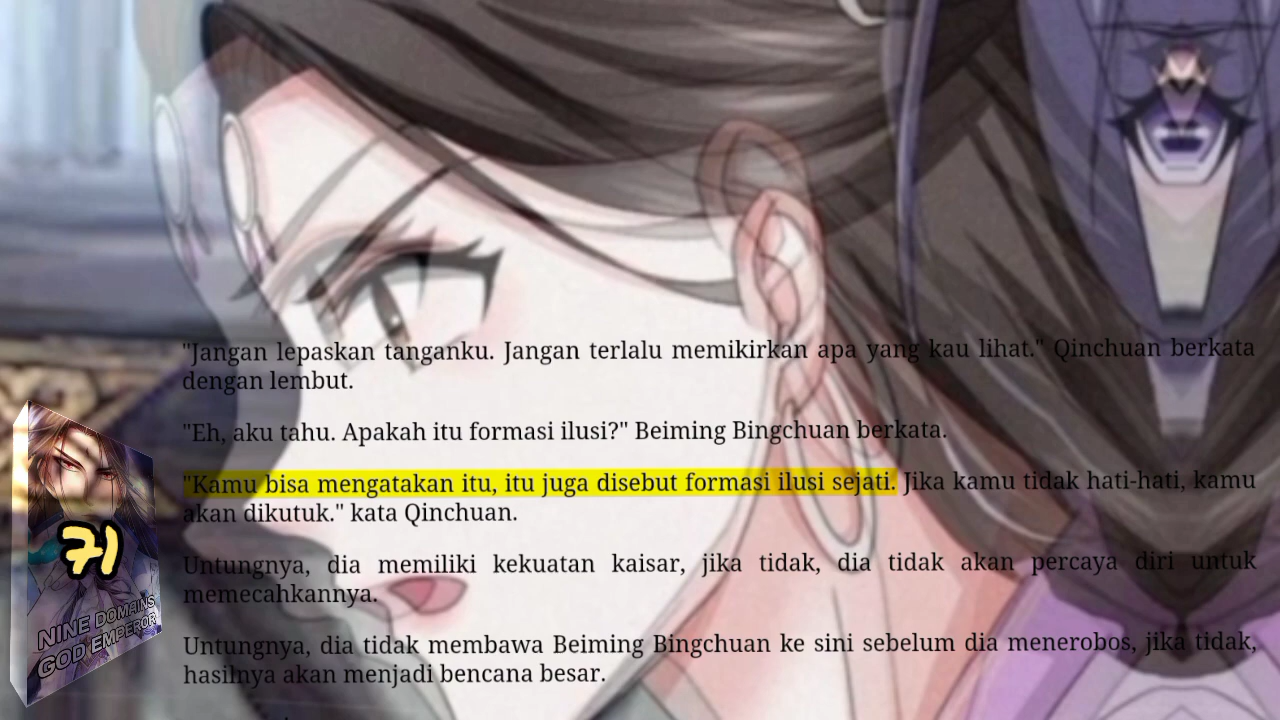 "Jangan lepaskan tanganku. Jangan terlalu memikirkan apa yang kau lihat." Qinchuan berkata
dengan lembut.
"Eh, aku tahu. Apakah itu formasi ilusi?" Beiming Bingchuan berkata.
"Kamu bisa mengatakan itu, itu juga disebut formasi ilusi sejati. Jika kamu tidak hati-hati, kamu
akan dikutuk." kata Qinchuan.
Untungnya, dia memiliki kekuatan kaisar, jika tidak, dia tidak akan percaya diri untuk
memecahkannya.
Untungnya, dia tidak membawa Beiming Bingchuan ke sini sebelum dia menerobos, jika tidak,
hasilnya akan menjadi bencana besar.
71
NINE DOMAINS
GOD EMPEROR